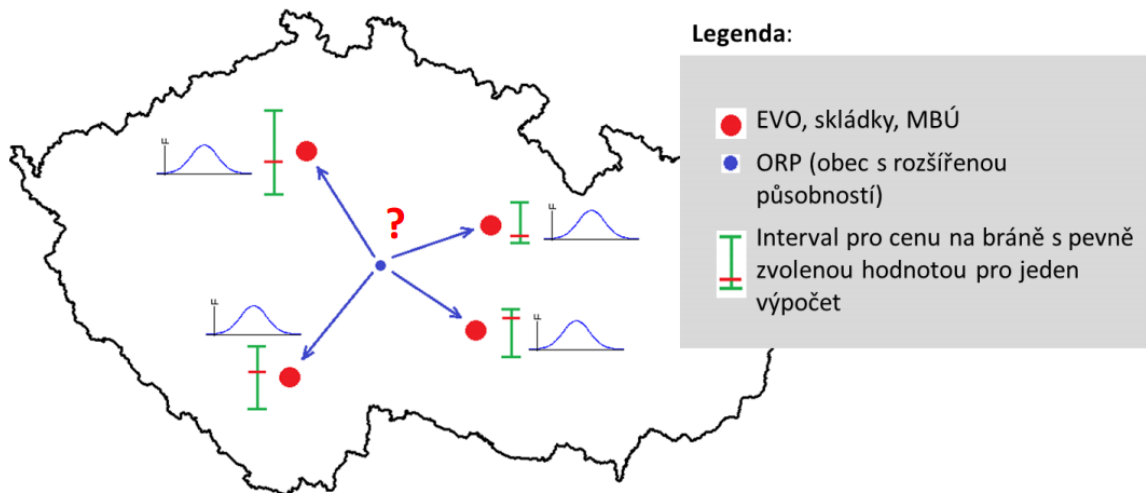 Legenda:
EVO, skládky, MBÚ
ORP (obec s rozšířenou
působností)
Interval pro cenu na bráně s pevně
zvolenou hodnotou pro jeden
výpočet
F
F
?
F
F